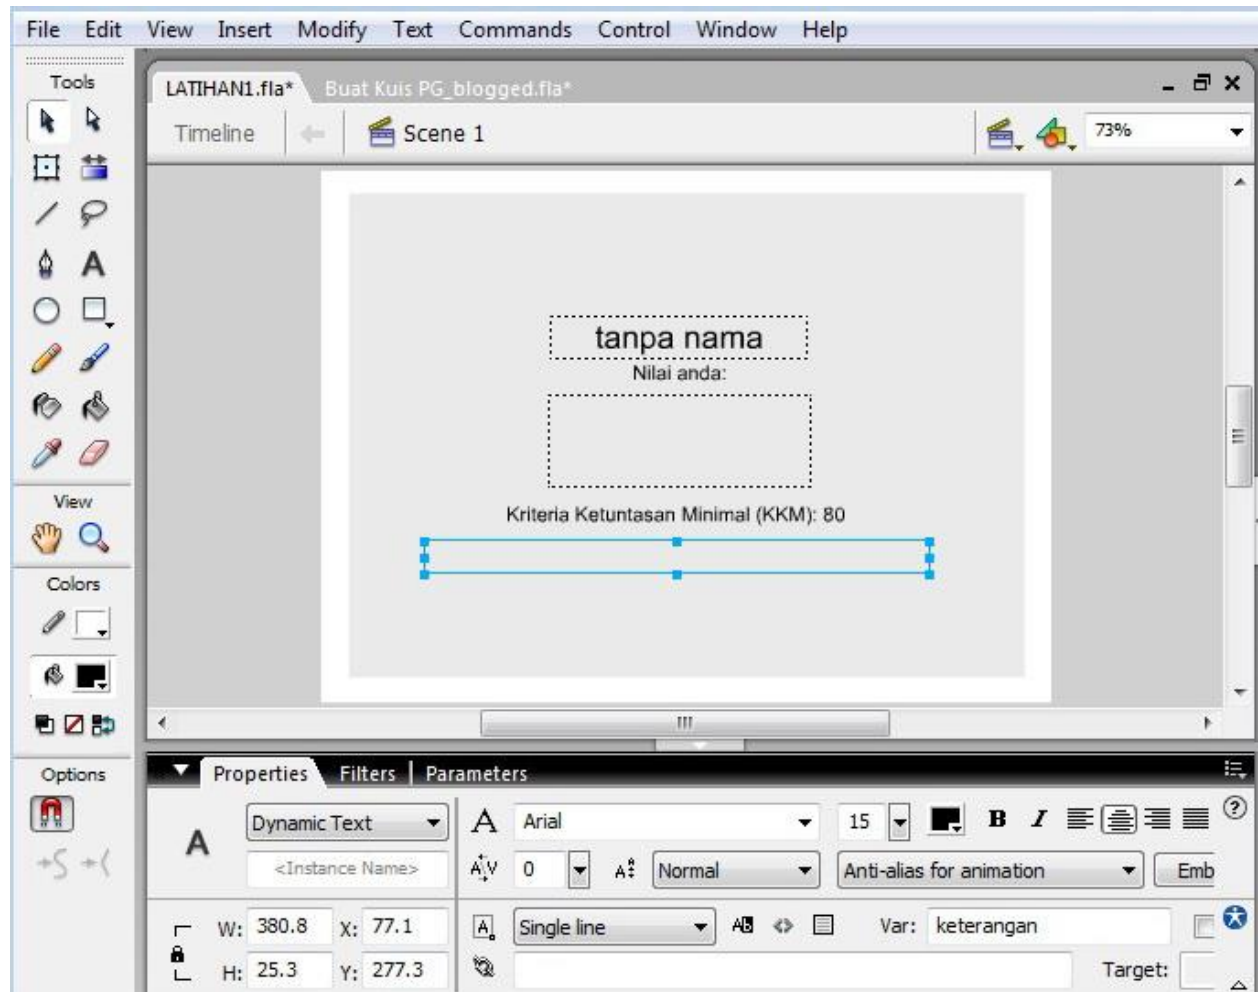 File Edit View Insert Modify Text Commands Control Window Help
Tools
LATIHAN1.fla* Buat Kuis PG_blogged.fla*
Timeline Scene 1 73%
tanpa nama
Nilai anda:
Kriteria Ketuntasan Minimal (KKM): 80
View
Colors
Options
Properties Filters Parameters
Dynamic Text A Arial 15 B I
A <Instance Name> A V 0 Normal Anti-alias for animation Emb
W: 380.8 X: 77.1 Single line AB Var: keterangan
H: 25.3 Y: 277.3 Target: